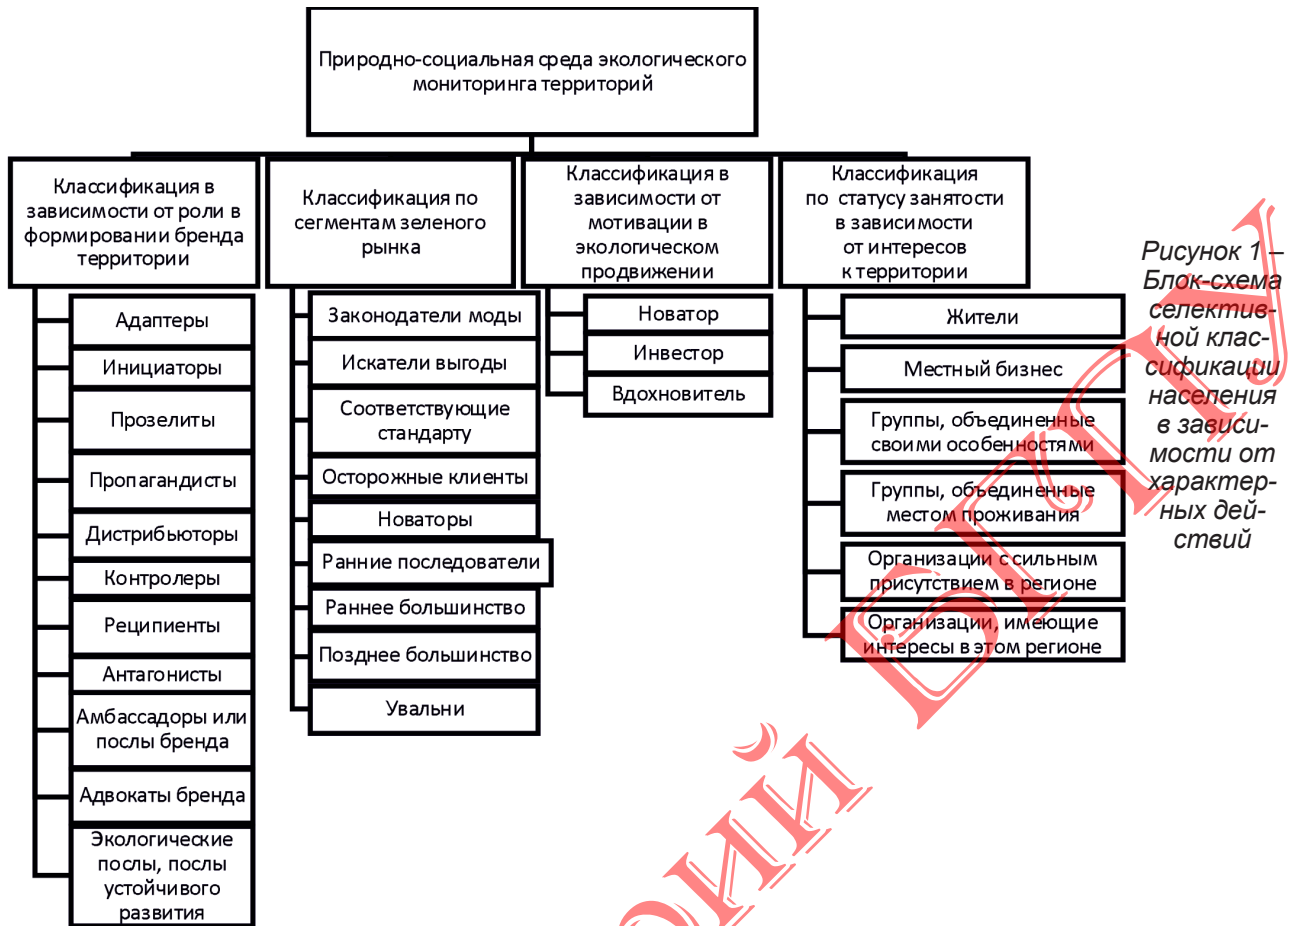 Природно-социальная среда экологического
мониторинга территорий
Классификация в
зависимости от роли в
формировании бренда
территории
Адаптеры
Инициаторы
Прозелиты
Пропагандисты
Дистрибьюторы
Контролеры
Реципиенты
Антагонисты
Амбассадоры или
послы бренда
Адвокаты бренда
Экологические
послы, послы
устойчивого
развития
Классификация по
сегментам зеленого
рынка
Законодатели моды
Искатели выгоды
Соответствующие
стандарту
Осторожные клиенты
Новаторы
Ранние последователи
Раннее большинство
Позднее большинство
Увальни
Классификация в
зависимости от
мотивации в
экологическом
продвижении
Новатор
Инвестор
Вдохновитель
Классификация
по статусу занятости
в зависимости
от интересов
к территории
Жители
Местный бизнес
Группы, объединенные
своими особенностями
Группы, объединенные
местом проживания
Организации с сильным
присутствием в регионе
Организации, имеющие
интересы в этом регионе
Рисунок 1 –
Блок-схема
селектив-
ной клас-
сификации
населения
в зависи-
мости от
характер-
ных дей-
ствий
БГПУ